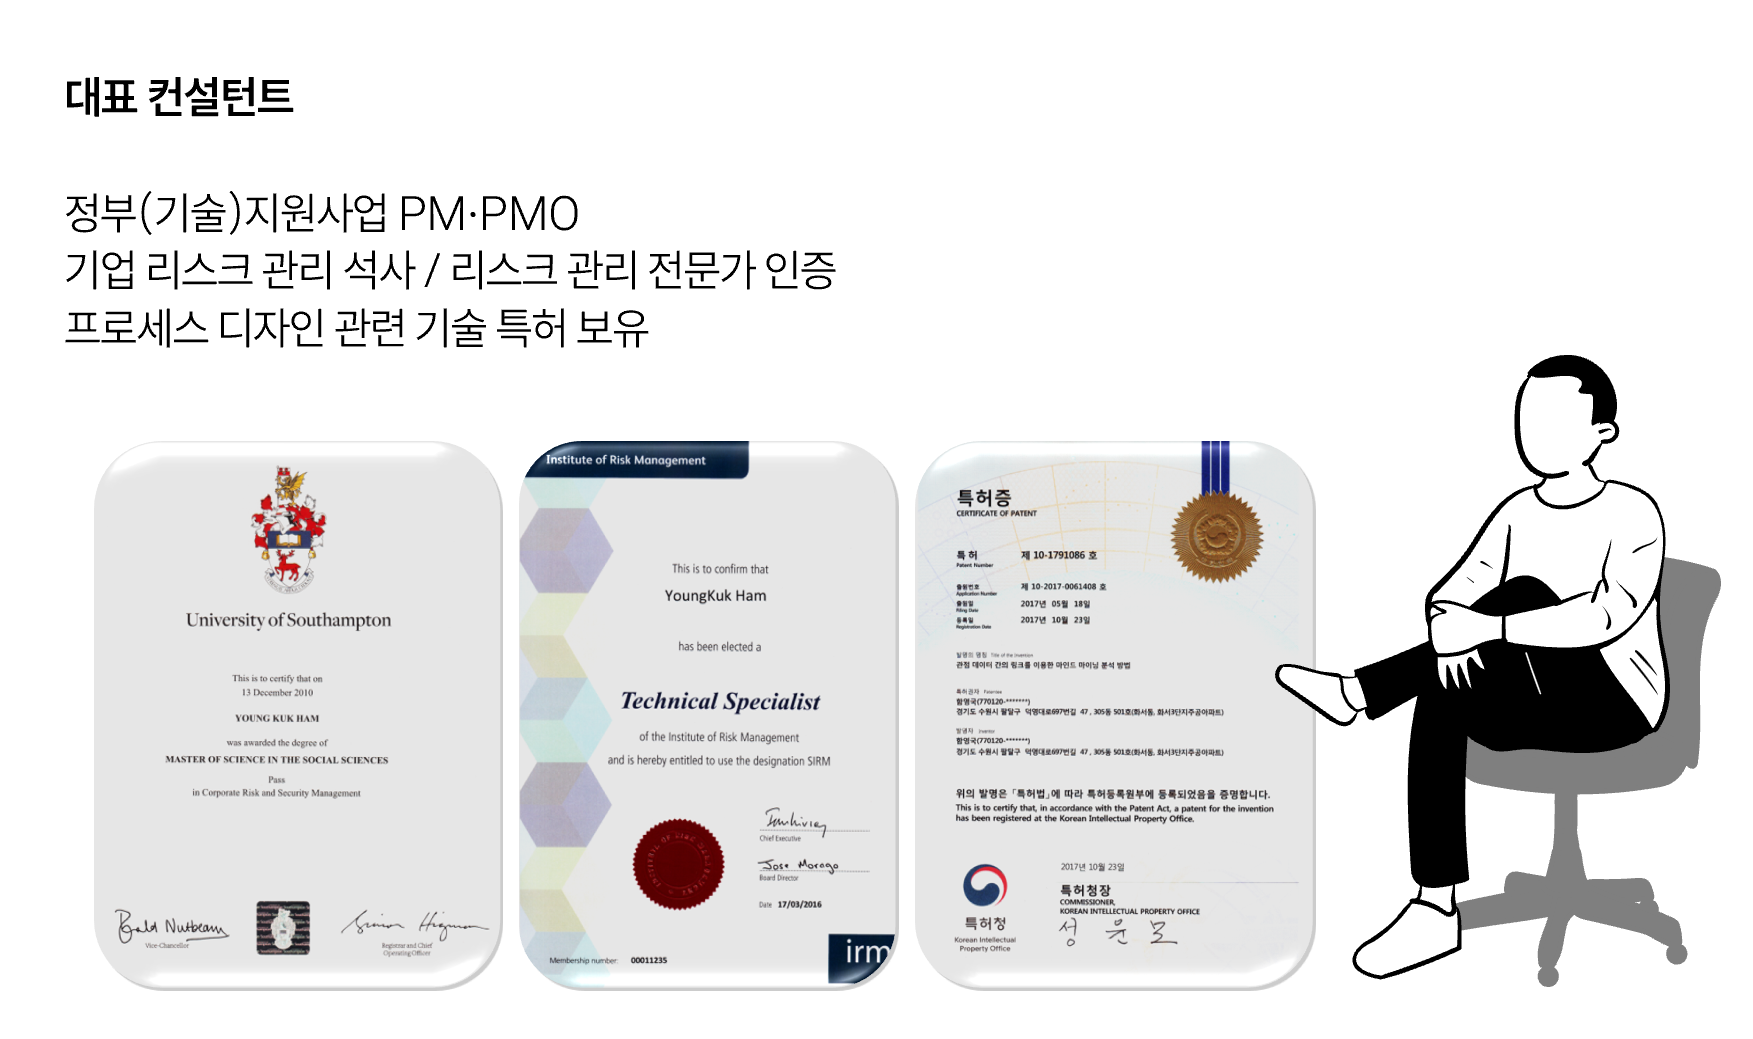 대표 컨설턴트
정부(기술)지원사업 PM·PMO
기업 리스크 관리 석사 / 리스크 관리 전문가 인증
프로세스 디자인 관련 기술 특허 보유
University of Southampton
This is to certify that on
13 December 2010
YOUNG KUK HAM
was awarded the degree of
MASTER OF SCIENCE IN THE SOCIAL SCIENCES
Pass
in Corporate Risk and Security Management
Vice-Chancellor
Registrar and Chief
Operating Officer
Institute of Risk Management
This is to confirm that
YoungKuk Ham
has been elected a
Technical Specialist
of the Institute of Risk Management
and is hereby entitled to use the designation SIRM
Chief Executive
Jose Morago
Board Director
Date 17/03/2016
Membership number: 00011235
irm
특허증
CERTIFICATE OF PATENT
특허 제 10-1791086 호
Patent Number
출원번호 제 10-2017-0061408 호
Application Number
출원일 2017년 05월 18일
Filing Date
등록일 2017년 10월 23일
Registration Date
발명의 명칭 Title of the Invention
관점 데이터 간의 링크를 이용한 마인드 마이닝 분석 방법
특허권자 Patentee
함영국(770120-*******)
경기도 수원시 팔달구 덕영대로697번길 47, 305동 501호(화서동, 화서3단지주공아파트)
발명자 Inventor
함영국(770120-*******)
경기도 수원시 팔달구 덕영대로697번길 47, 305동 501호(화서동, 화서3단지주공아파트)
위의 발명은 「특허법」에 따라 특허등록원부에 등록되었음을 증명합니다.
This is to certify that, in accordance with the Patent Act, a patent for the invention
has been registered at the Korean Intellectual Property Office.
2017년 10월 23일
특허청장
COMMISSIONER,
KOREAN INTELLECTUAL PROPERTY OFFICE
성윤모
특허청
Korean Intellectual
Property Office